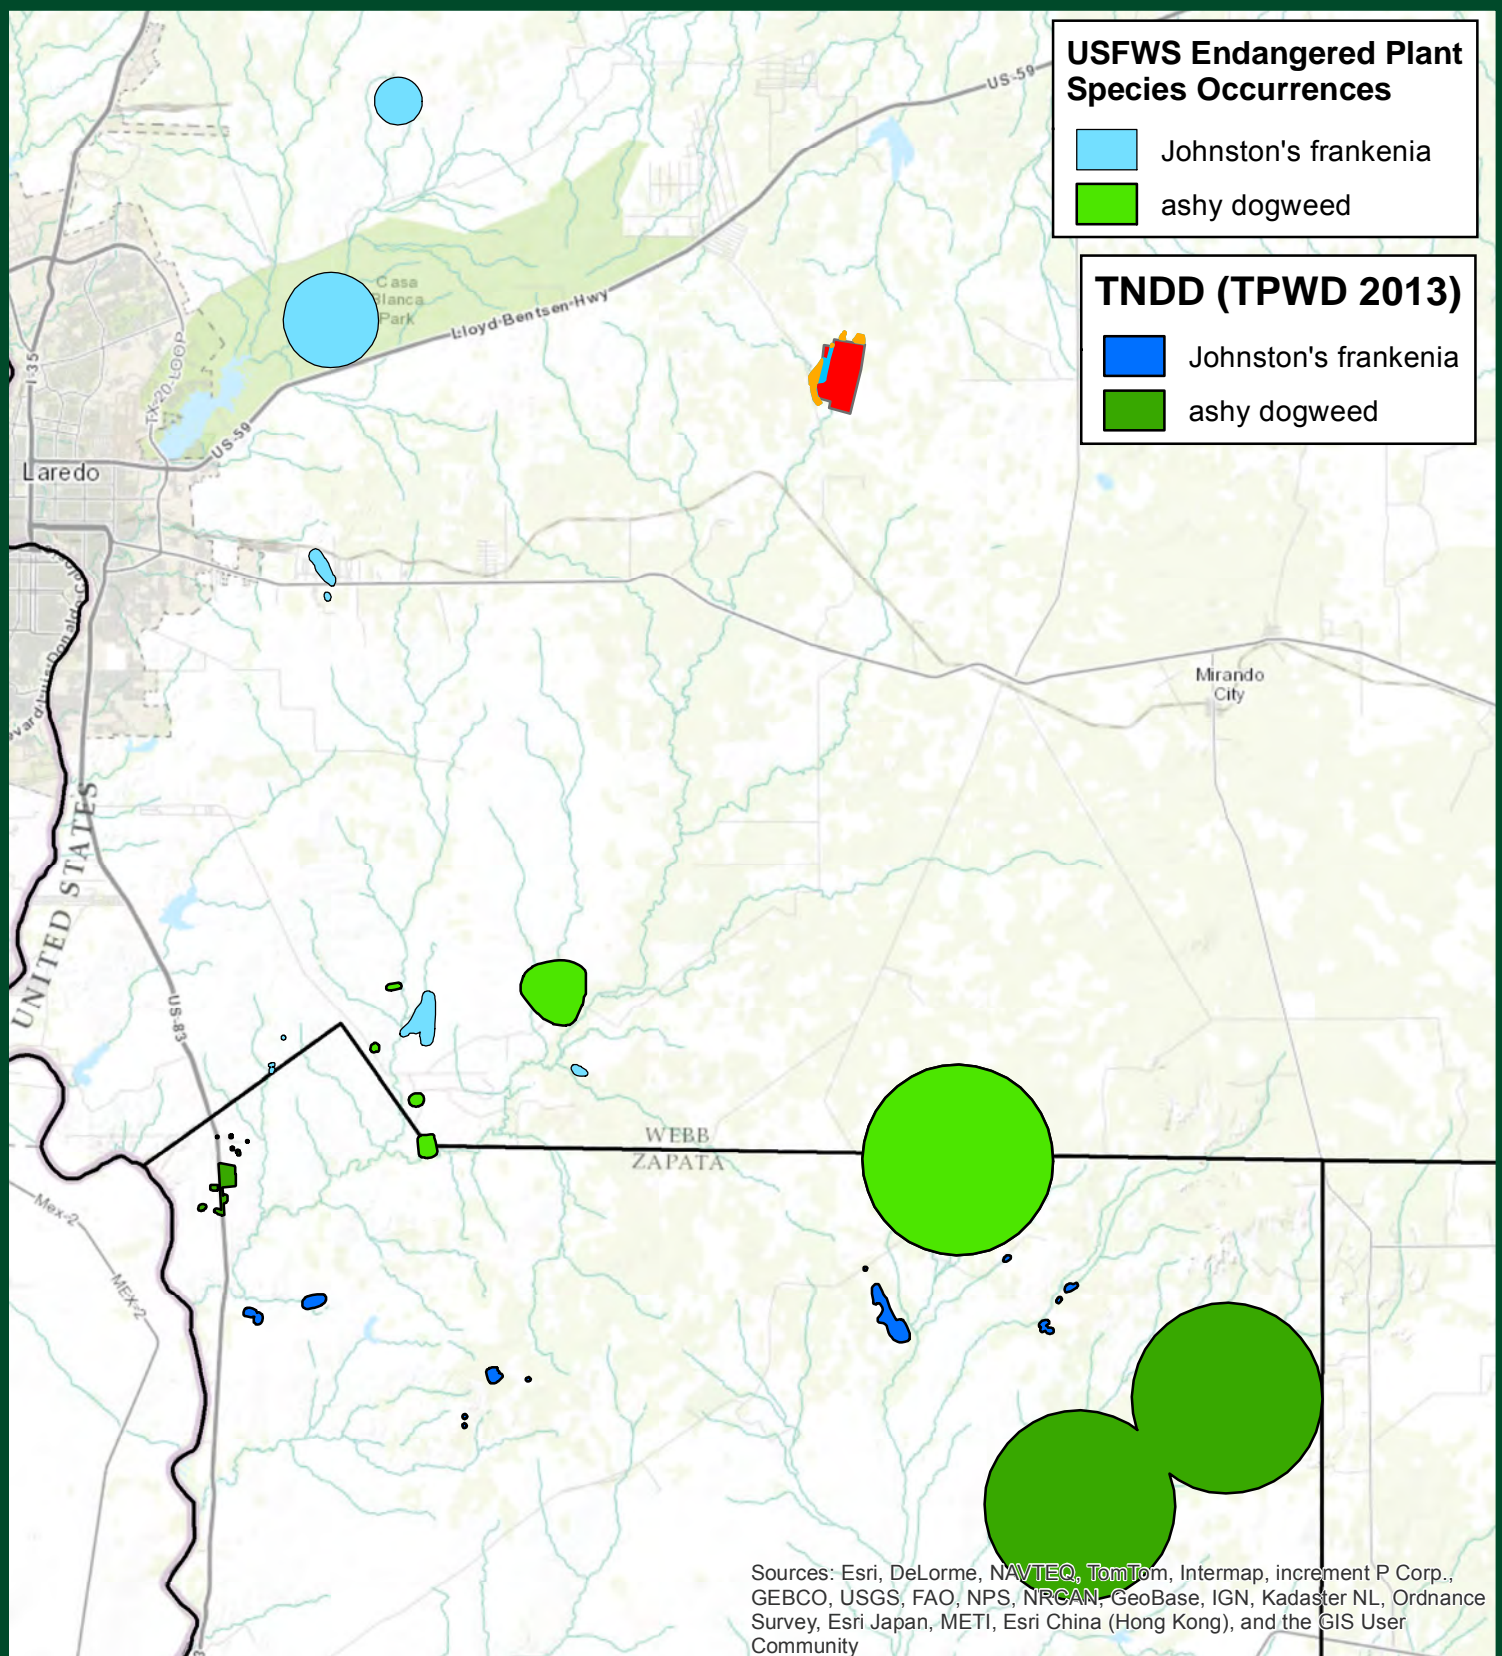 USFWS Endangered Plant
Species Occurrences
Johnston's frankenia
ashy dogweed
TNDD (TPWD 2013)
Johnston's frankenia
ashy dogweed
US-59
Casa
Blanca
Park
Lloyd Bentsen Hwy
I 35
TX-20-LOOP
US-59
Laredo
Mirando
City
UNITED STATES
US-83
WEBB
ZAPATA
Mex-2
MEX-2
Sources: Esri, DeLorme, NAVTEQ, TomTom, Intermap, increment P Corp.,
GEBCO, USGS, FAO, NPS, NRCAN, GeoBase, IGN, Kadaster NL, Ordnance
Survey, Esri Japan, METI, Esri China (Hong Kong), and the GIS User
Community